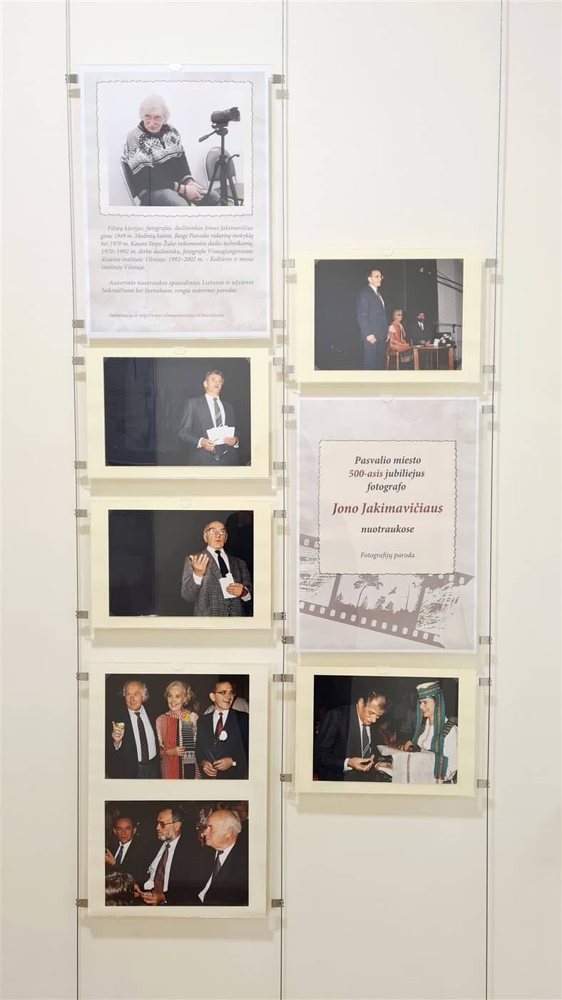 Filmų kūrėjas, fotografas, dailininkas Jonas Jakimavičius
gimė 1949 m. Medinių kaime. Baigė Pasvalio vidurinę mokyklą
bei 1970 m. Kauno Stepo Žuko taikomosios dailės technikumą,
1970–1992 m. dirbo dailininku, fotografu Visasąjunginiame
dizaino institute Vilniuje, 1992–2002 m. – Kultūros ir meno
institute Vilniuje.
Autorinės nuotraukos spausdintos Lietuvos ir užsienio
laikraščiuose bei žurnaluose, rengia autorines parodas.
Informacija iš http://www.vilniausmuziejai.lt/
Pasvalio miesto
500-asis jubiliejus
fotografo
Jono Jakimavičiaus
nuotraukose
Fotografijų paroda